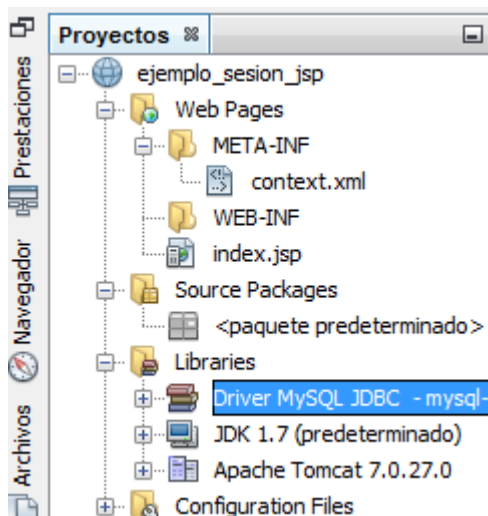 Proyectos
ejemplo_sesion_jsp
Web Pages
META-INF
context.xml
WEB-INF
index.jsp
Source Packages
<paquete predeterminado>
Libraries
Driver MySQL JDBC - mysql-
JDK 1.7 (predeterminado)
Apache Tomcat 7.0.27.0
Configuration Files
Prestaciones
Navegador
Archivos